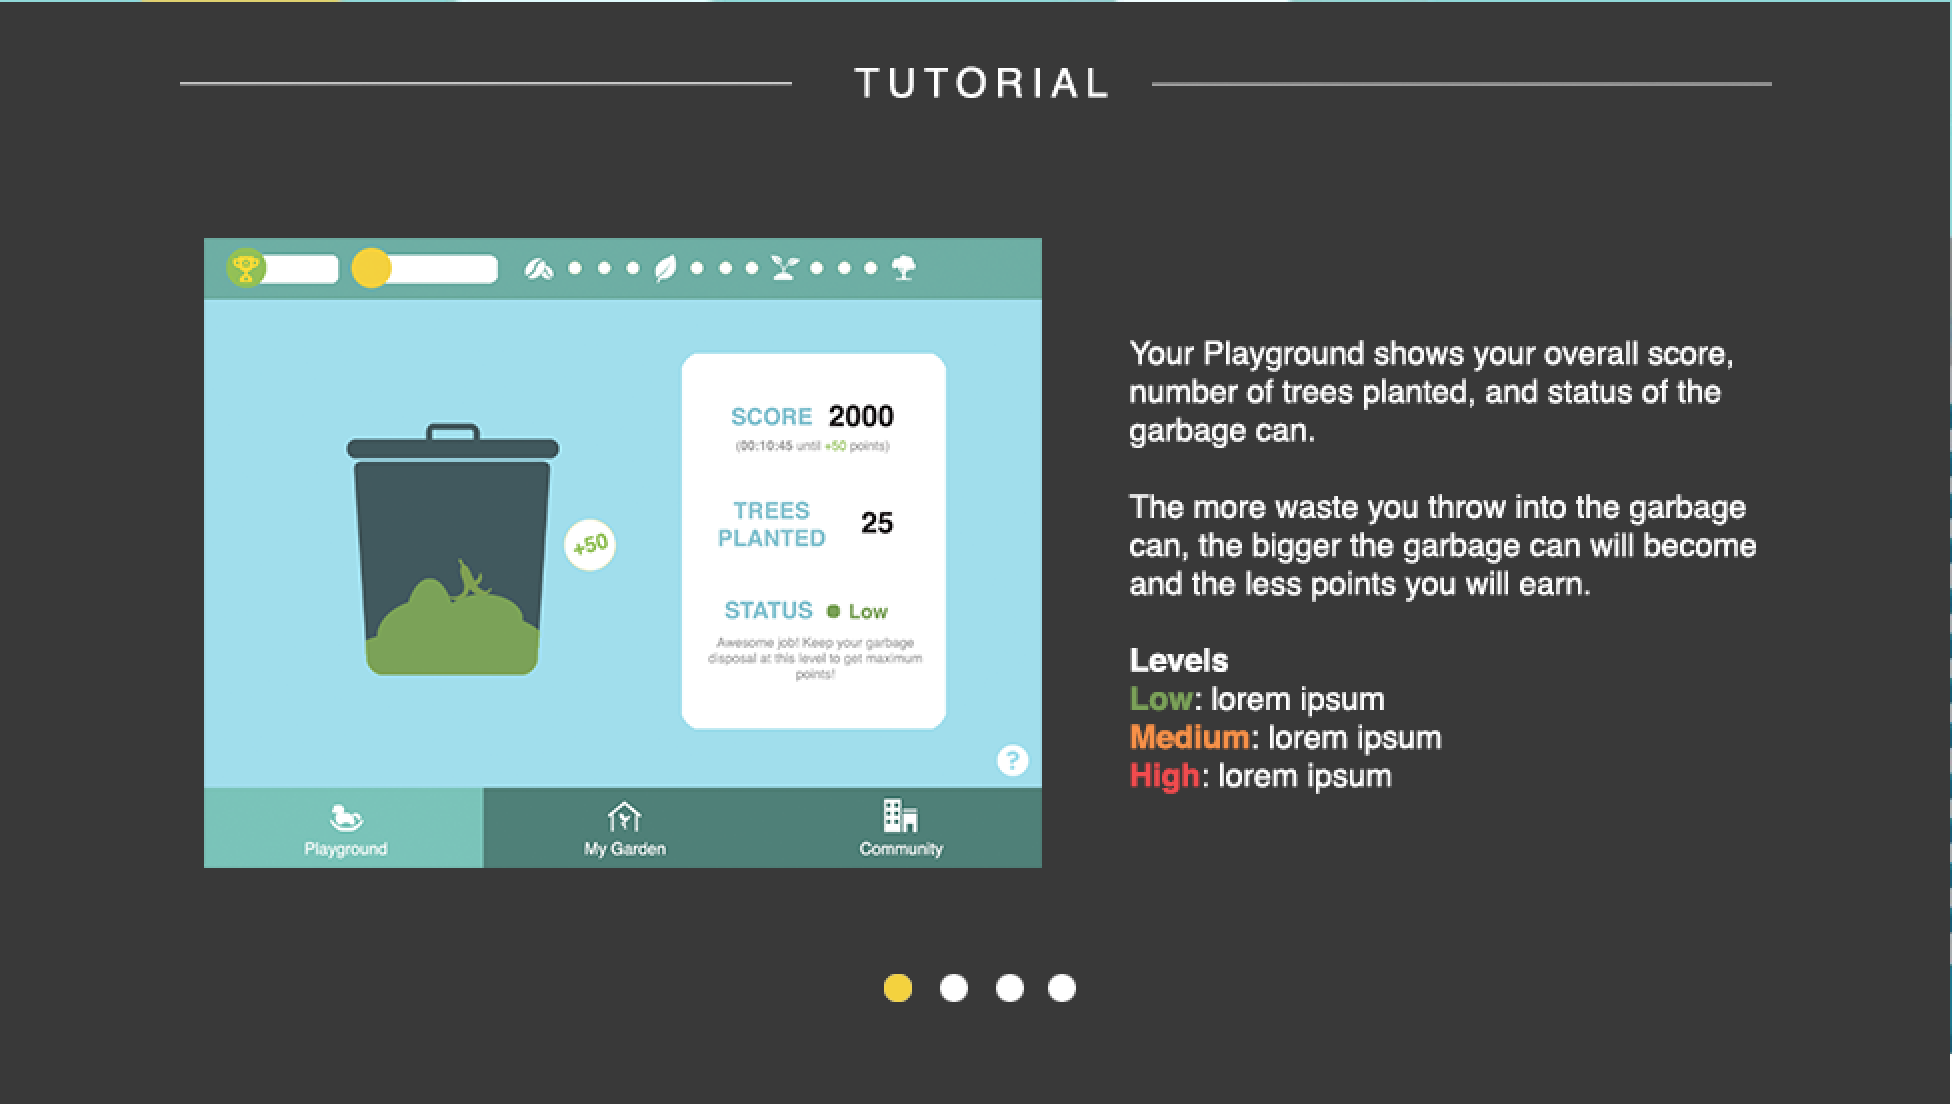 TUTORIAL
SCORE 2000
(00:10:45 until +50 points)
TREES
PLANTED 25
+50
STATUS Low
Awesome job! Keep your garbage
disposal at this level to get maximum
points!
?
Playground
My Garden
Community
Your Playground shows your overall score,
number of trees planted, and status of the
garbage can.
The more waste you throw into the garbage
can, the bigger the garbage can will become
and the less points you will earn.
Levels
Low: lorem ipsum
Medium: lorem ipsum
High: lorem ipsum